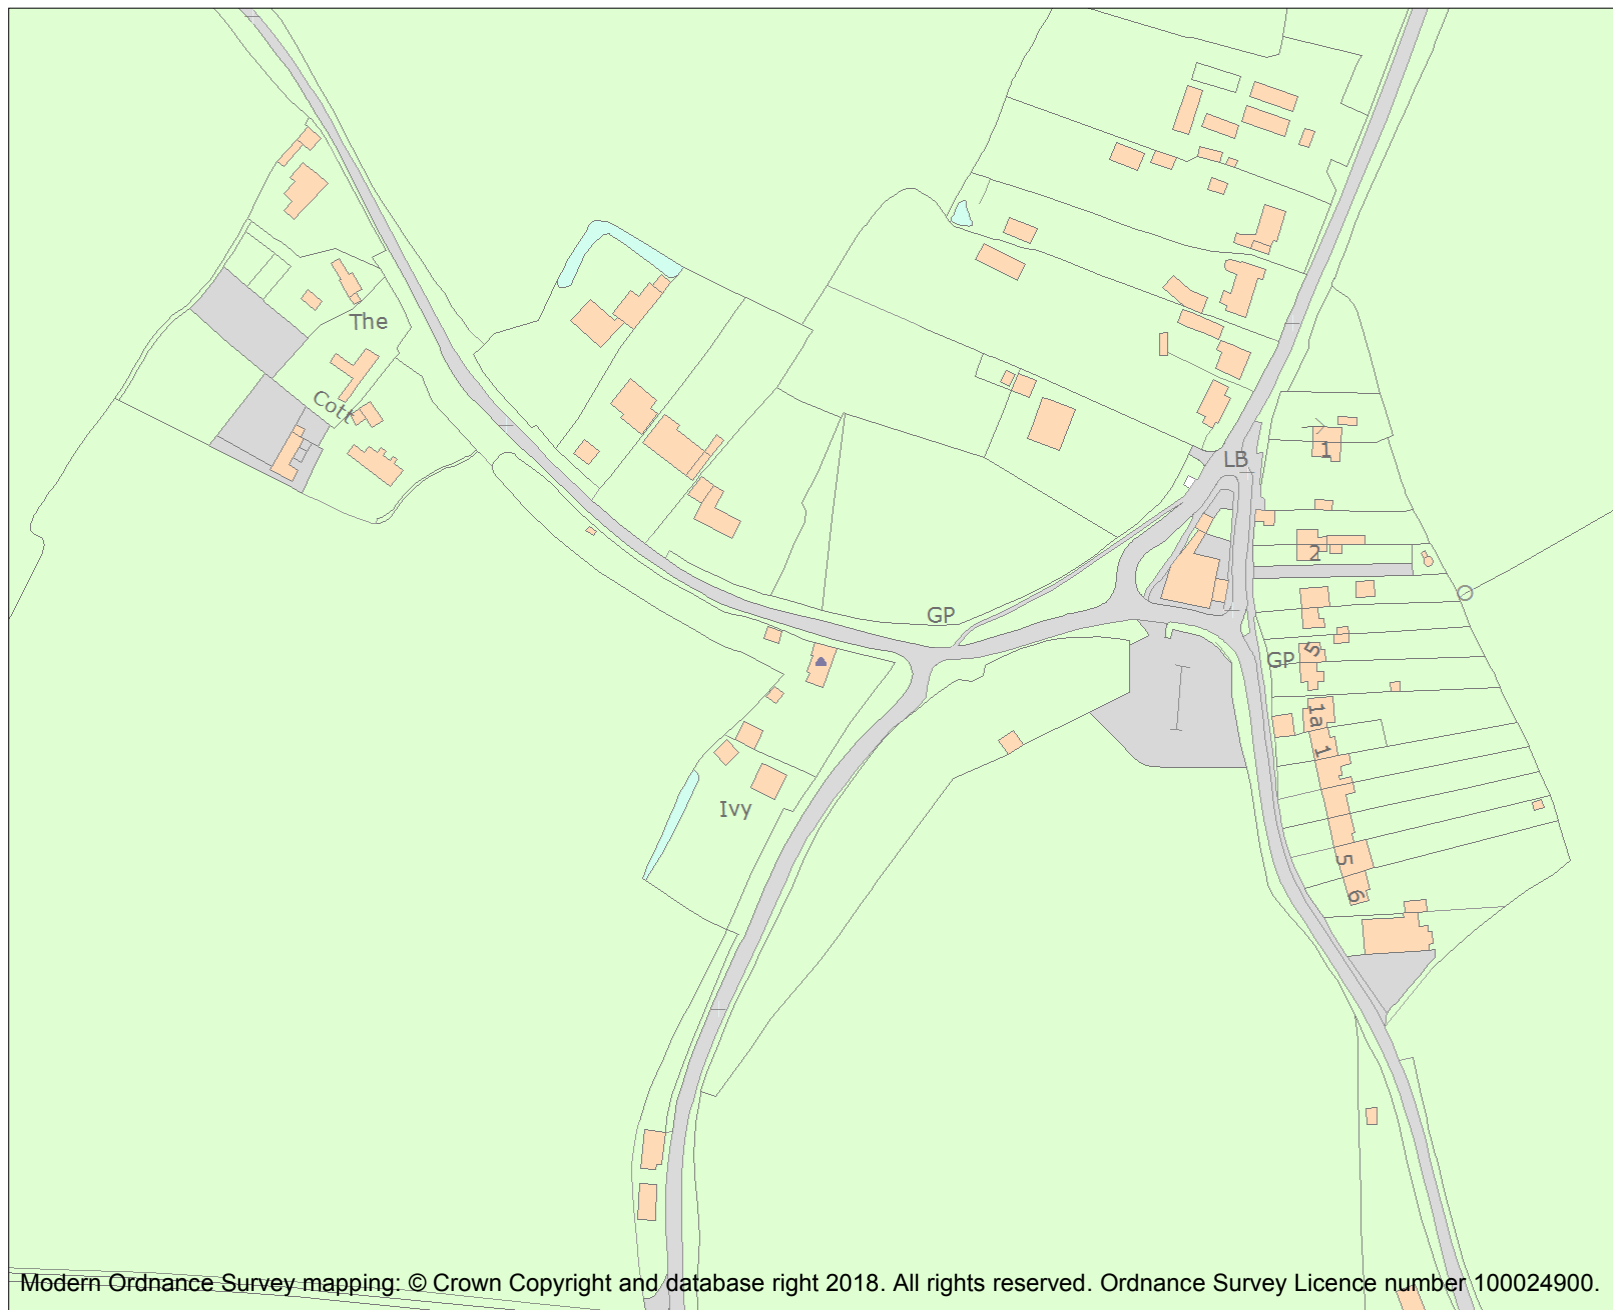 The
Cott
LB
1
2
GP
GP
5
1a
1
Ivy
5
6
Modern Ordnance Survey mapping: © Crown Copyright and database right 2018. All rights reserved. Ordnance Survey Licence number 100024900.